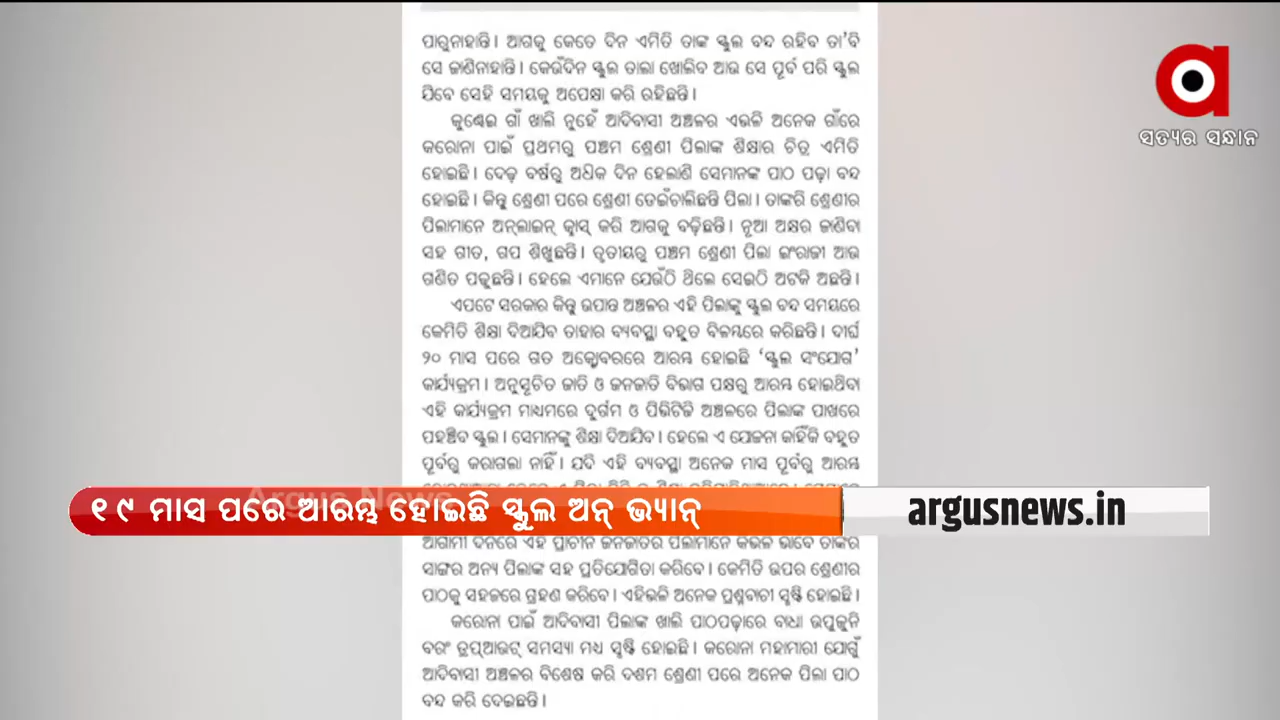 ପାରୁନାହାନ୍ତି। ଆଗକୁ କେତେ ଦିନ ଏମିତି ତାଙ୍କ ସ୍କୁଲ ବନ୍ଦ ରହିବ ତା'ବି
ସେ ଜାଣିନାହାନ୍ତି। କେଉଁଦିନ ସ୍କୁଲ ତାଲା ଖୋଲିବ ଆଉ ସେ ପୂର୍ବ ପରି ସ୍କୁଲ
ଯିବେ ସେହି ସମୟକୁ ଅପେକ୍ଷା କରି ରହିଛନ୍ତି।
ସତ୍ୟର ସନ୍ଧାନ
ଗାଁ ଖାଲି ନୁହେଁ ଆଦିବାସୀ ଅଞ୍ଚଳର ଏଭଳି ଅନେକ ଗାଁରେ
କରୋନା ପାଇଁ ପ୍ରଥମରୁ ପଞ୍ଚମ ଶ୍ରେଣୀ ପିଲାଙ୍କ ଶିକ୍ଷାର ଚିତ୍ର ଏମିତି
ହୋଇଛି। ଦେଢ଼ ବର୍ଷରୁ ଅଧିକ ଦିନ ହେଲାଣି ସେମାନଙ୍କ ପାଠ ପଢ଼ା ବନ୍ଦ
ହୋଇଛି। କିନ୍ତୁ ଶ୍ରେଣୀ ପରେ ଶ୍ରେଣୀ ଡେଇଁଚାଲିଛନ୍ତି ପିଲା। ତାଙ୍କରି ଶ୍ରେଣୀର
ପିଲାମାନେ ଅନ୍‌ଲାଇନ୍ କ୍ଲାସ୍ କରି ଆଗକୁ ବଢ଼ିଛନ୍ତି। ନୂଆ ଅକ୍ଷର ଜାଣିବା
ସହ ଗୀତ, ଗପ ଶିଖୁଛନ୍ତି। ତୃତୀୟରୁ ପଞ୍ଚମ ଶ୍ରେଣୀ ପିଲା ଇଂରାଜୀ ଆଉ
ଗଣିତ ପଢୁଛନ୍ତି। ହେଲେ ଏମାନେ ଯେଉଁଠି ଥିଲେ ସେଇଠି ଅଟକି ଅଛନ୍ତି।
ଏପଟେ ସରକାର କିନ୍ତୁ ଉପାନ୍ତ ଅଞ୍ଚଳର ଏହି ପିଲାଙ୍କୁ ସ୍କୁଲ ବନ୍ଦ ସମୟରେ
କେମିତି ଶିକ୍ଷା ଦିଆଯିବ ତାହାର ବ୍ୟବସ୍ଥା ବହୁତ ବିଳମ୍ବରେ କରିଛନ୍ତି। ଦୀର୍ଘ
୨୦ ମାସ ପରେ ଗତ ଅକ୍ଟୋବରରେ ଆରମ୍ଭ ହୋଇଛି 'ସ୍କୁଲ ସଂଯୋଗ'
କାର୍ଯ୍ୟକ୍ରମ। ଅନୁସୂଚିତ ଜାତି ଓ ଜନଜାତି ବିଭାଗ ପକ୍ଷରୁ ଆରମ୍ଭ ହୋଇଥିବା
ଏହି କାର୍ଯ୍ୟକ୍ରମ ମାଧ୍ୟମରେ ଦୁର୍ଗମ ଓ ପିଭିଟିଜି ଅଞ୍ଚଳରେ ପିଲାଙ୍କ ପାଖରେ
ପହଞ୍ଚିବ ସ୍କୁଲ। ସେମାନଙ୍କୁ ଶିକ୍ଷା ଦିଆଯିବ। ହେଲେ ଏ ଯୋଜନା କାହିଁକି ବହୁତ
ପୂର୍ବରୁ କରାଗଲା ନାହିଁ। ଯଦି ଏହି ବ୍ୟବସ୍ଥା ଅନେକ ମାସ ପୂର୍ବରୁ ଆରମ୍ଭ
Argus News
୧୯ ମାସ ପରେ ଆରମ୍ଭ ହୋଇଛି ସ୍କୁଲ ଅନ୍ ଭ୍ୟାନ୍
argusnews.in
ଆଗାମୀ ଦିନରେ ଏହି ପ୍ରାଚୀନ ଜନଜାତିର ପିଲାମାନେ କିଭଳି ଭାବେ ତାଙ୍କର
ସାଙ୍ଗର ଅନ୍ୟ ପିଲାଙ୍କ ସହ ପ୍ରତିଯୋଗିତା କରିବେ। କେମିତି ଉପର ଶ୍ରେଣୀର
ପାଠକୁ ସହଜରେ ଗ୍ରହଣ କରିବେ। ଏହିଭଳି ଅନେକ ପ୍ରଶ୍ନବାଚୀ ସୃଷ୍ଟି ହୋଇଛି।
କରୋନା ପାଇଁ ଆଦିବାସୀ ପିଲାଙ୍କ ଖାଲି ପାଠପଢ଼ାରେ ବାଧା ଉପୁଜୁନି
ବରଂ ଡ୍ରପ୍‌ଆଉଟ୍ ସମସ୍ୟା ମଧ୍ୟ ସୃଷ୍ଟି ହୋଇଛି। କରୋନା ମହାମାରୀ ଯୋଗୁଁ
ଆଦିବାସୀ ଅଞ୍ଚଳର ବିଶେଷ କରି ଦଶମ ଶ୍ରେଣୀ ପରେ ଅନେକ ପିଲା ପାଠ
ବନ୍ଦ କରି ଦେଇଛନ୍ତି।